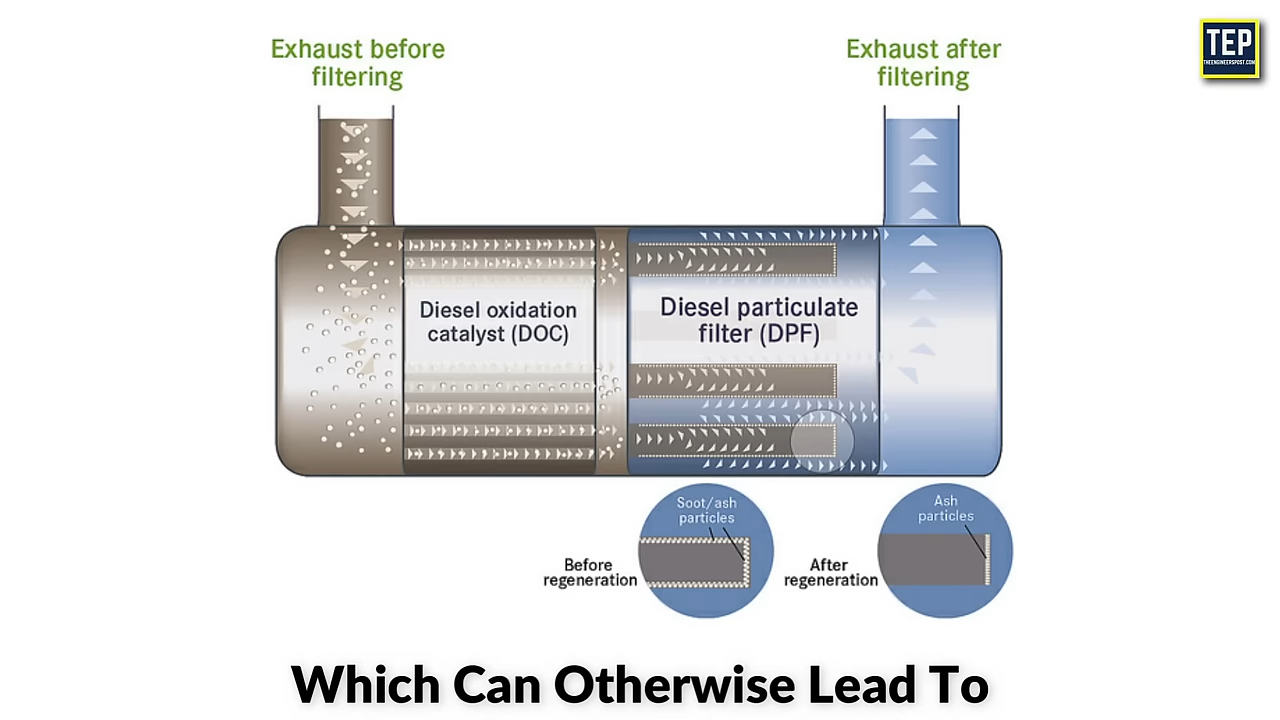 Exhaust before
filtering
Exhaust after
filtering
TEP
THEENGINEERSPOST.COM
Diesel oxidation
catalyst (DOC)
Diesel particulate
filter (DPF)
Soot/ash
particles
Before
regeneration
Ash
particles
After
regeneration
Which Can Otherwise Lead To